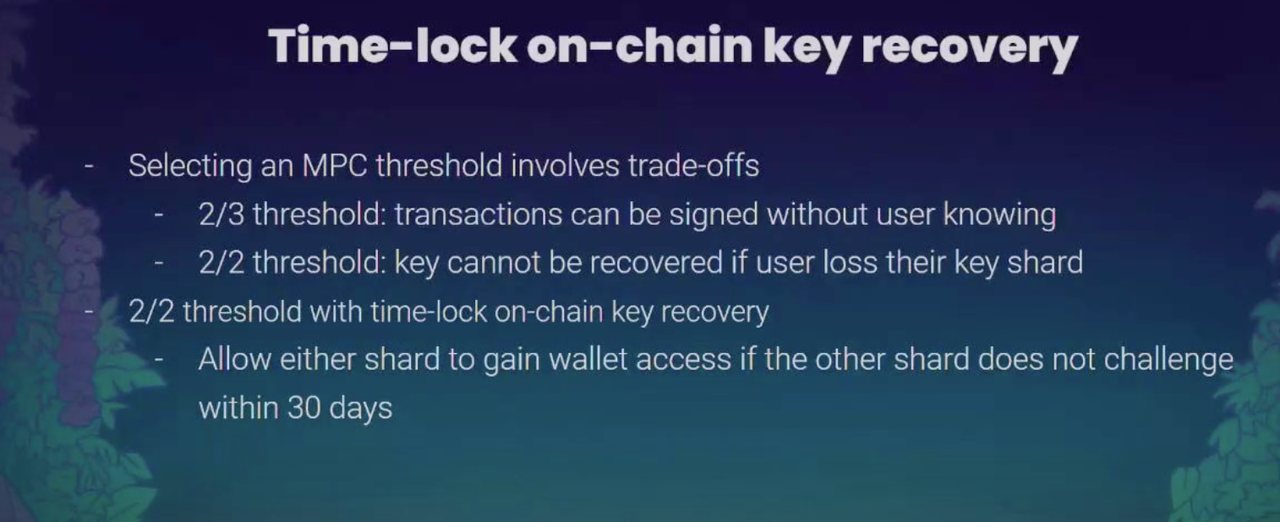 Time-lock on-chain key recovery
- Selecting an MPC threshold involves trade-offs
- 2/3 threshold: transactions can be signed without user knowing
- 2/2 threshold: key cannot be recovered if user loss their key shard
- 2/2 threshold with time-lock on-chain key recovery
- Allow either shard to gain wallet access if the other shard does not challenge
within 30 days